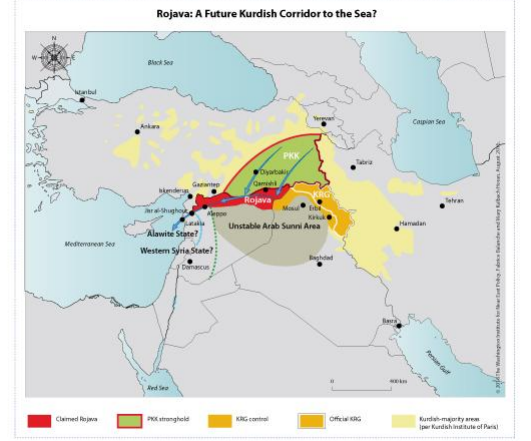 Rojava: A Future Kurdish Corridor to the Sea?
N
W
E
S
Black Sea
Istanbul
Ankara
Yerevan
Caspian Sea
PKK
Tabriz
Diyarbakir
Gaziantep
Qamishli
Iskenderun
Rojava
KRG
Tehran
Jisr al-Shughour
Aleppo
Mosul
Erbil
Latakia
Kirkuk
Hamadan
Alawite State?
Unstable Arab Sunni Area
Mediterranean Sea
Western Syria State?
Damascus
Baghdad
Basra
Persian Gulf
Red Sea
0
400 km
Claimed Rojava
PKK stronghold
KRG control
Official KRG
Kurdish-majority areas
(per Kurdish Institute of Paris)